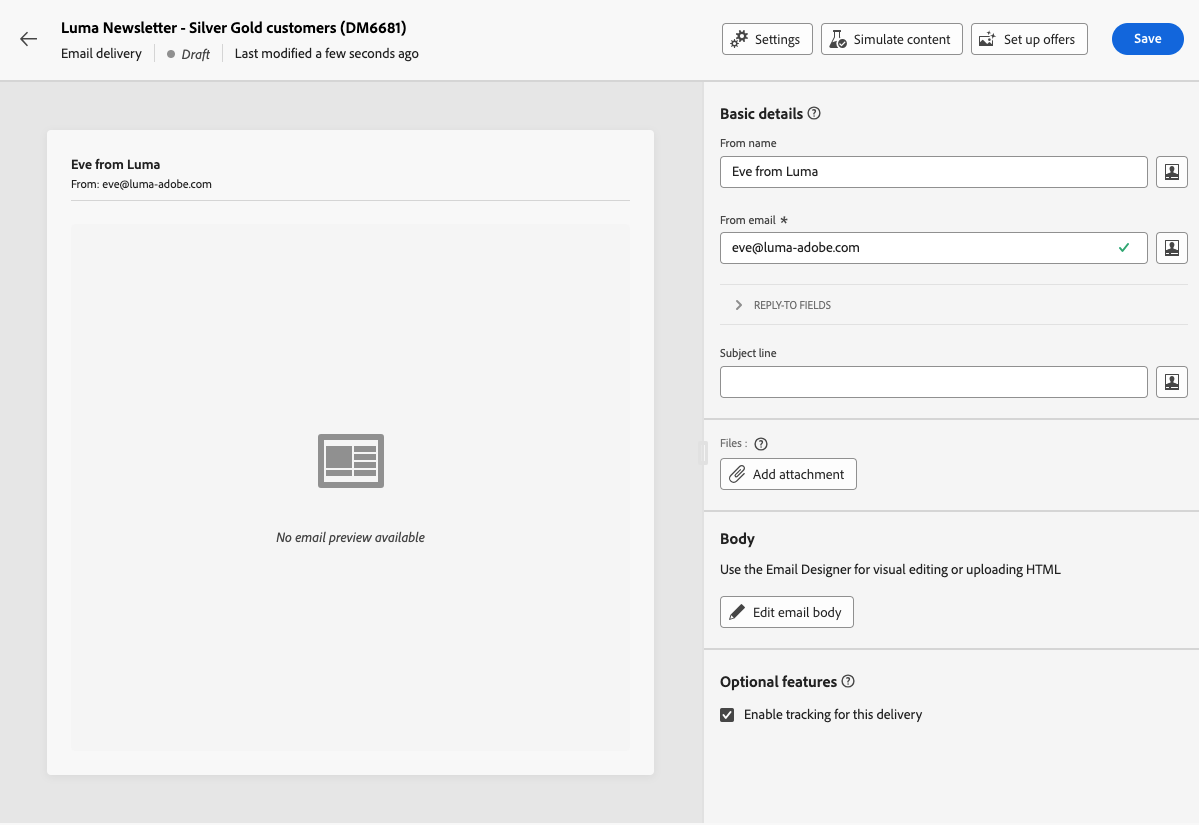 Luma Newsletter - Silver Gold customers (DM6681)
Email delivery
Draft
Last modified a few seconds ago
Settings
Simulate content
Set up offers
Save
Eve from Luma
From: eve@luma-adobe.com
No email preview available
Basic details
From name
Eve from Luma
From email *
eve@luma-adobe.com
REPLY-TO FIELDS
Subject line
Files :
Add attachment
Body
Use the Email Designer for visual editing or uploading HTML
Edit email body
Optional features
Enable tracking for this delivery